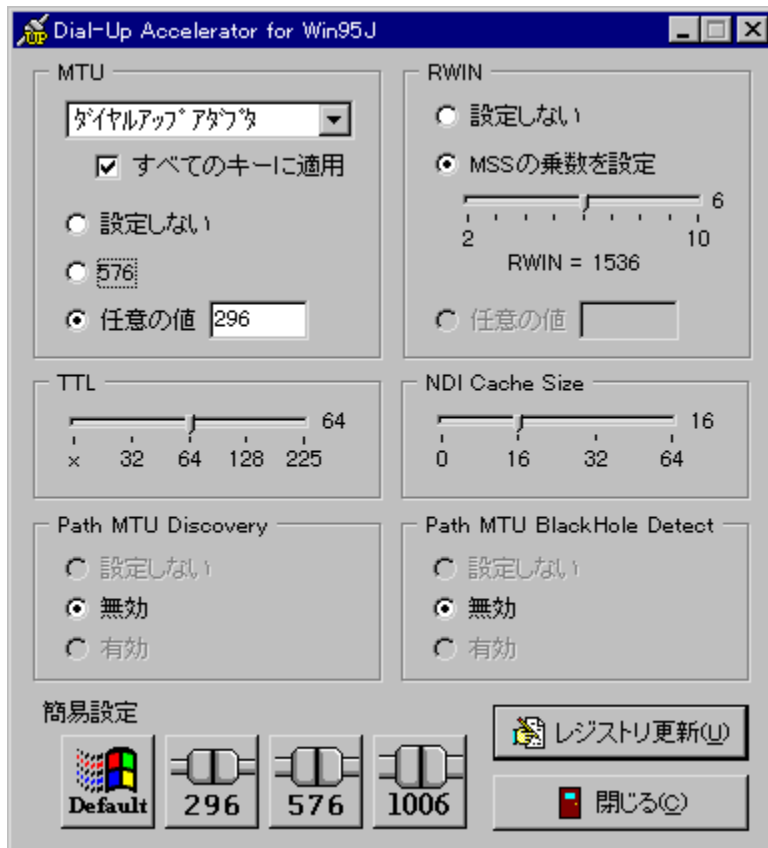 Dial-Up Accelerator for Win95J
MTU
ﾀﾞｲﾔﾙｱｯﾌﾟ ｱﾀﾞﾌﾟﾀ
すべてのキーに適用
設定しない
576
任意の値 296
RWIN
設定しない
MSSの乗数を設定
6
2 10
RWIN = 1536
任意の値
TTL
64
× 32 64 128 225
NDI Cache Size
16
0 16 32 64
Path MTU Discovery
設定しない
無効
有効
Path MTU BlackHole Detect
設定しない
無効
有効
簡易設定
Default 296 576 1006
レジストリ更新(U)
閉じる(C)